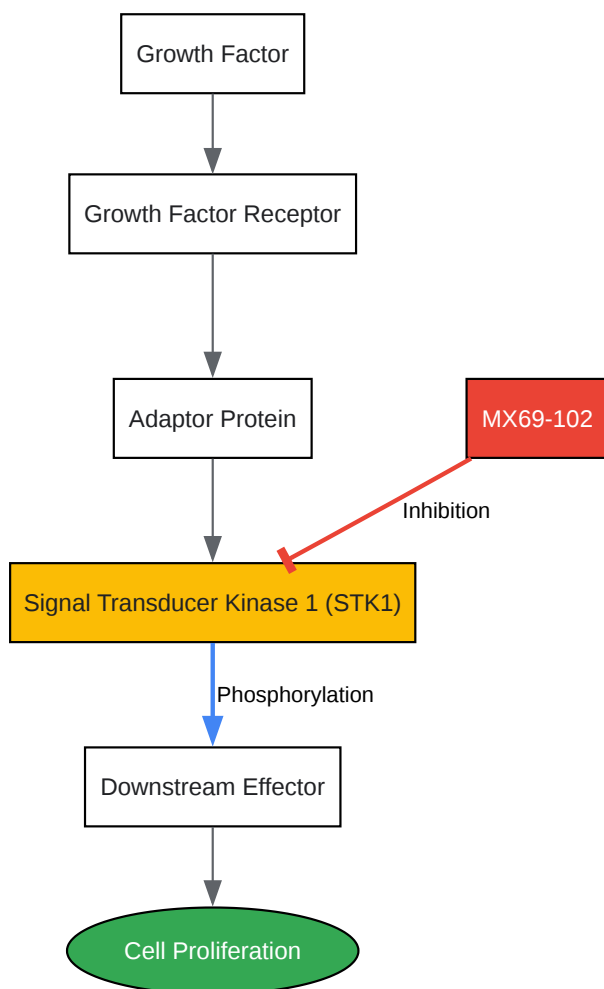 Growth Factor
Growth Factor Receptor
Adaptor Protein
MX69-102
Inhibition
Signal Transducer Kinase 1 (STK1)
Phosphorylation
Downstream Effector
Cell Proliferation